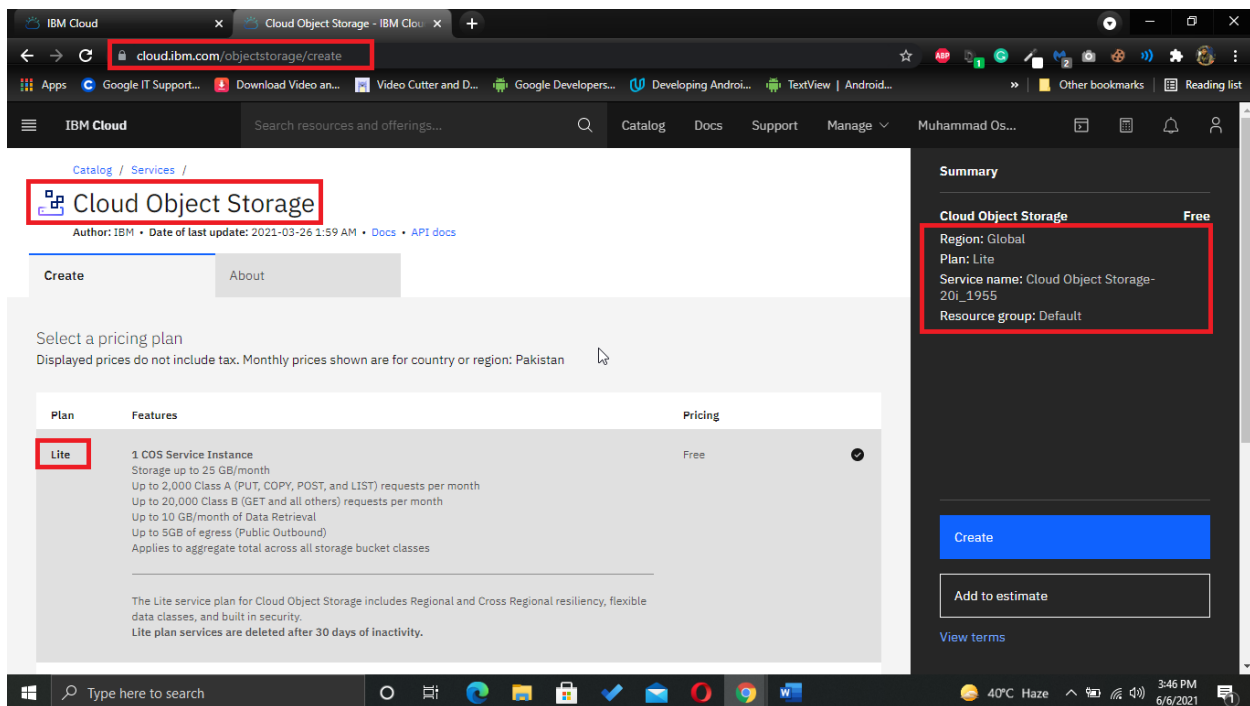 IBM Cloud
Cloud Object Storage - IBM Clou
cloud.ibm.com/objectstorage/create
ABP
1
G
2
Apps
C
Google IT Support...
Download Video an...
Video Cutter and D...
Google Developers...
Developing Androi...
TextView | Android...
»
Other bookmarks
Reading list
IBM Cloud
Search resources and offerings...
Catalog
Docs
Support
Manage
Muhammad Os...
Catalog / Services /
Cloud Object Storage
Author: IBM • Date of last update: 2021-03-26 1:59 AM • Docs • API docs
Create
About
Select a pricing plan
Displayed prices do not include tax. Monthly prices shown are for country or region: Pakistan
Plan
Features
Pricing
Lite
1 COS Service Instance
Free
Storage up to 25 GB/month
Up to 2,000 Class A (PUT, COPY, POST, and LIST) requests per month
Up to 20,000 Class B (GET and all others) requests per month
Up to 10 GB/month of Data Retrieval
Up to 5GB of egress (Public Outbound)
Applies to aggregate total across all storage bucket classes
The Lite service plan for Cloud Object Storage includes Regional and Cross Regional resiliency, flexible
data classes, and built in security.
Lite plan services are deleted after 30 days of inactivity.
Summary
Cloud Object Storage
Free
Region: Global
Plan: Lite
Service name: Cloud Object Storage-
20i_1955
Resource group: Default
Create
Add to estimate
View terms
Type here to search
40°C Haze
3:46 PM
6/6/2021
1